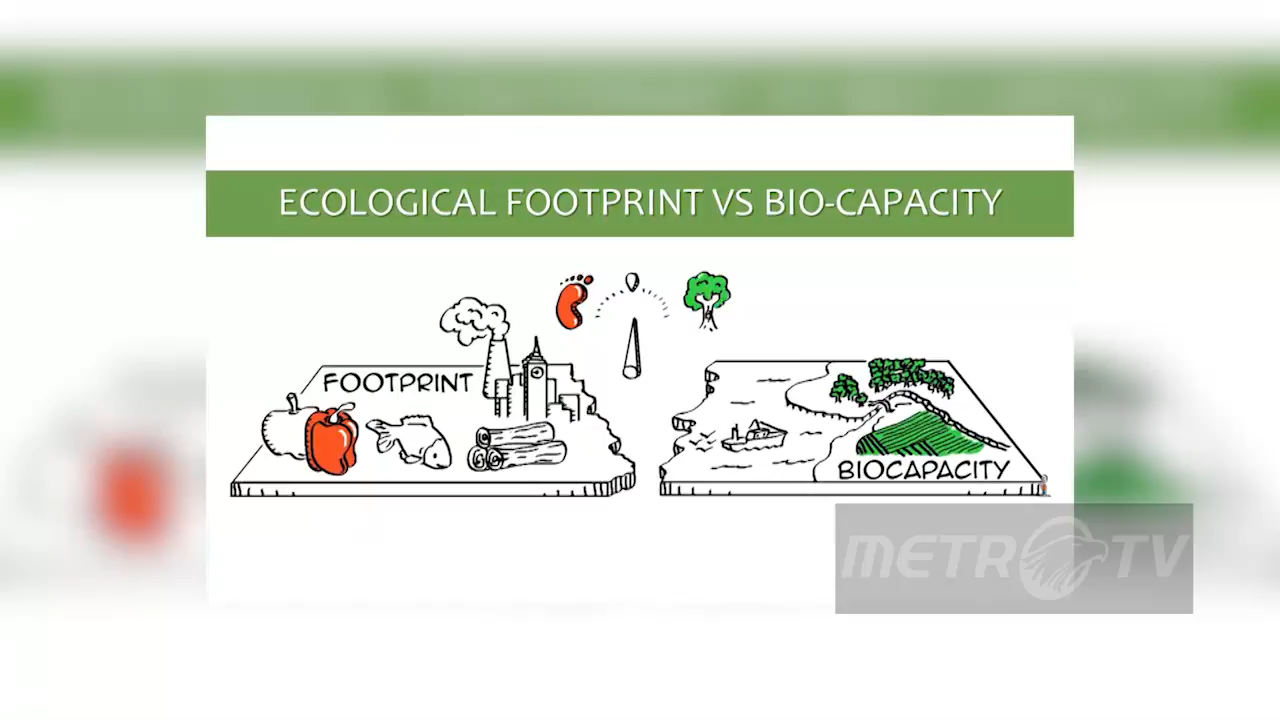 ECOLOGICAL FOOTPRINT VS BIO-CAPACITY
FOOTPRINT
BIOCAPACITY
METRO TV